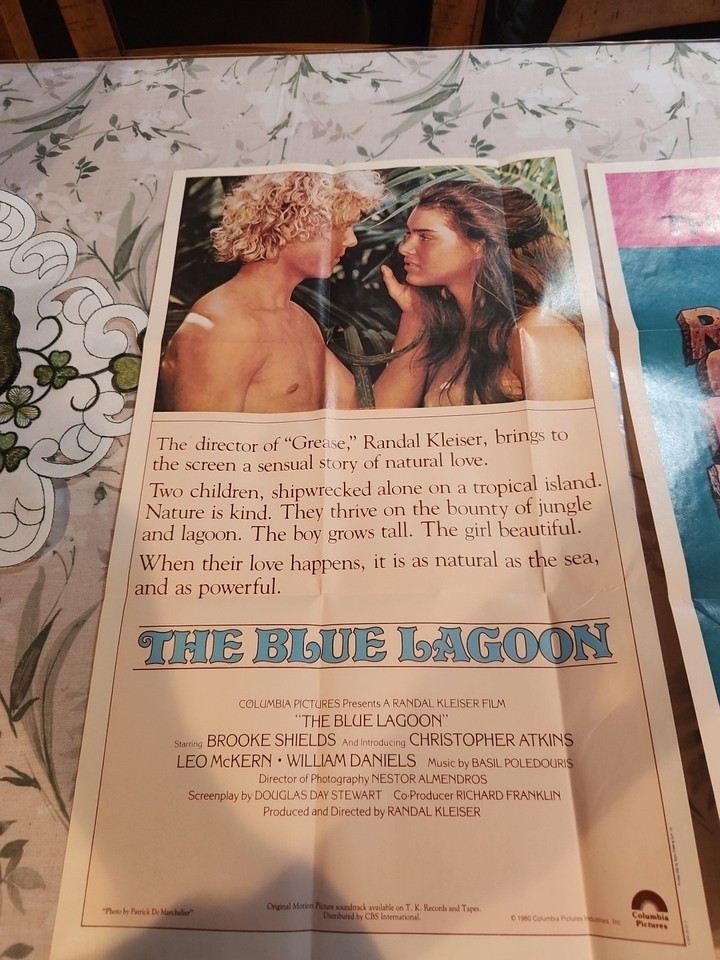 The director of "Grease," Randal Kleiser, brings to
the screen a sensual story of natural love.
Two children, shipwrecked alone on a tropical island.
Nature is kind. They thrive on the bounty of jungle
and lagoon. The boy grows tall. The girl beautiful.
When their love happens, it is as natural as the sea,
and as powerful.
THE BLUE LAGOON
COLUMBIA PICTURES Presents A RANDAL KLEISER FILM
"THE BLUE LAGOON"
Starring BROOKE SHIELDS And Introducing CHRISTOPHER ATKINS
LEO McKERN • WILLIAM DANIELS Music by BASIL POLEDOURIS
Director of Photography NESTOR ALMENDROS
Screenplay by DOUGLAS DAY STEWART Co-Producer RICHARD FRANKLIN
Produced and Directed by RANDAL KLEISER
"Photo by Patrick De Marchelier"
Original Motion Picture soundtrack available on T. K. Records and Tapes.
Distributed by CBS International.
© 1980 Columbia Pictures Industries, Inc.
Columbia
Pictures